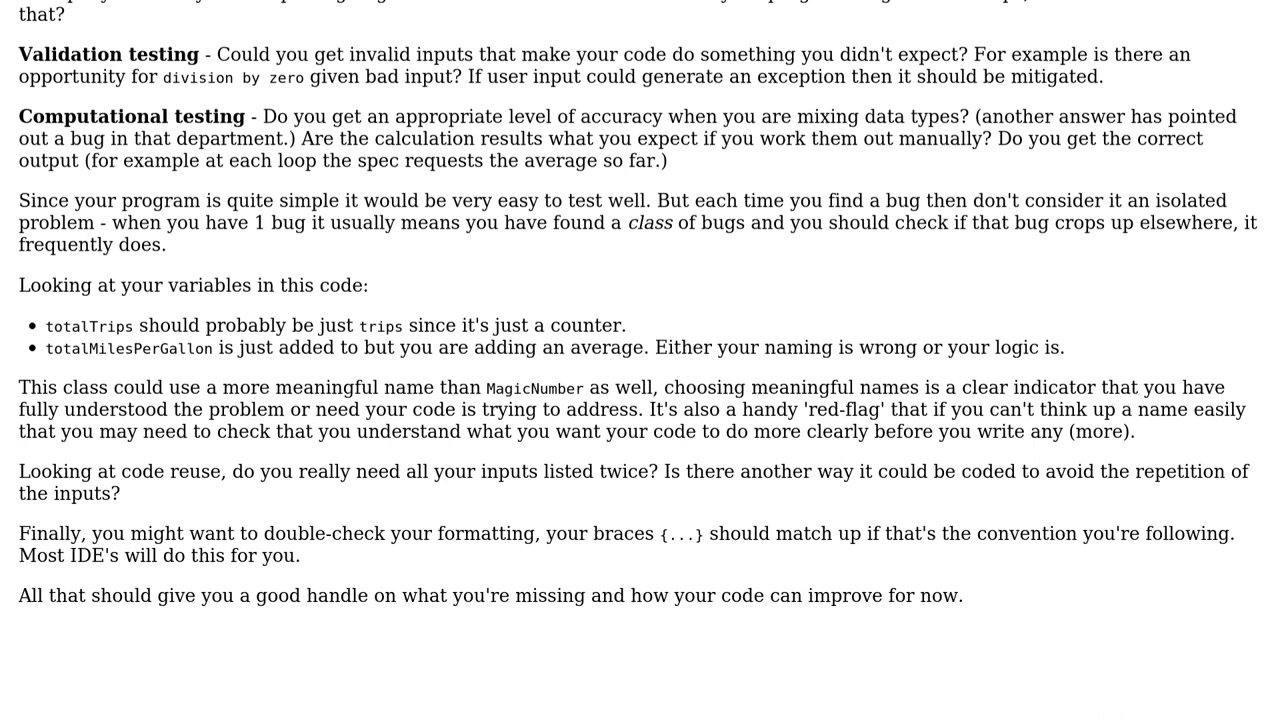 that?
Validation testing - Could you get invalid inputs that make your code do something you didn't expect? For example is there an
opportunity for division by zero given bad input? If user input could generate an exception then it should be mitigated.
Computational testing - Do you get an appropriate level of accuracy when you are mixing data types? (another answer has pointed
out a bug in that department.) Are the calculation results what you expect if you work them out manually? Do you get the correct
output (for example at each loop the spec requests the average so far.)
Since your program is quite simple it would be very easy to test well. But each time you find a bug then don't consider it an isolated
problem - when you have 1 bug it usually means you have found a class of bugs and you should check if that bug crops up elsewhere, it
frequently does.
Looking at your variables in this code:
• totalTrips should probably be just trips since it's just a counter.
• totalMilesPerGallon is just added to but you are adding an average. Either your naming is wrong or your logic is.
This class could use a more meaningful name than MagicNumber as well, choosing meaningful names is a clear indicator that you have
fully understood the problem or need your code is trying to address. It's also a handy 'red-flag' that if you can't think up a name easily
that you may need to check that you understand what you want your code to do more clearly before you write any (more).
Looking at code reuse, do you really need all your inputs listed twice? Is there another way it could be coded to avoid the repetition of
the inputs?
Finally, you might want to double-check your formatting, your braces {...} should match up if that's the convention you're following.
Most IDE's will do this for you.
All that should give you a good handle on what you're missing and how your code can improve for now.